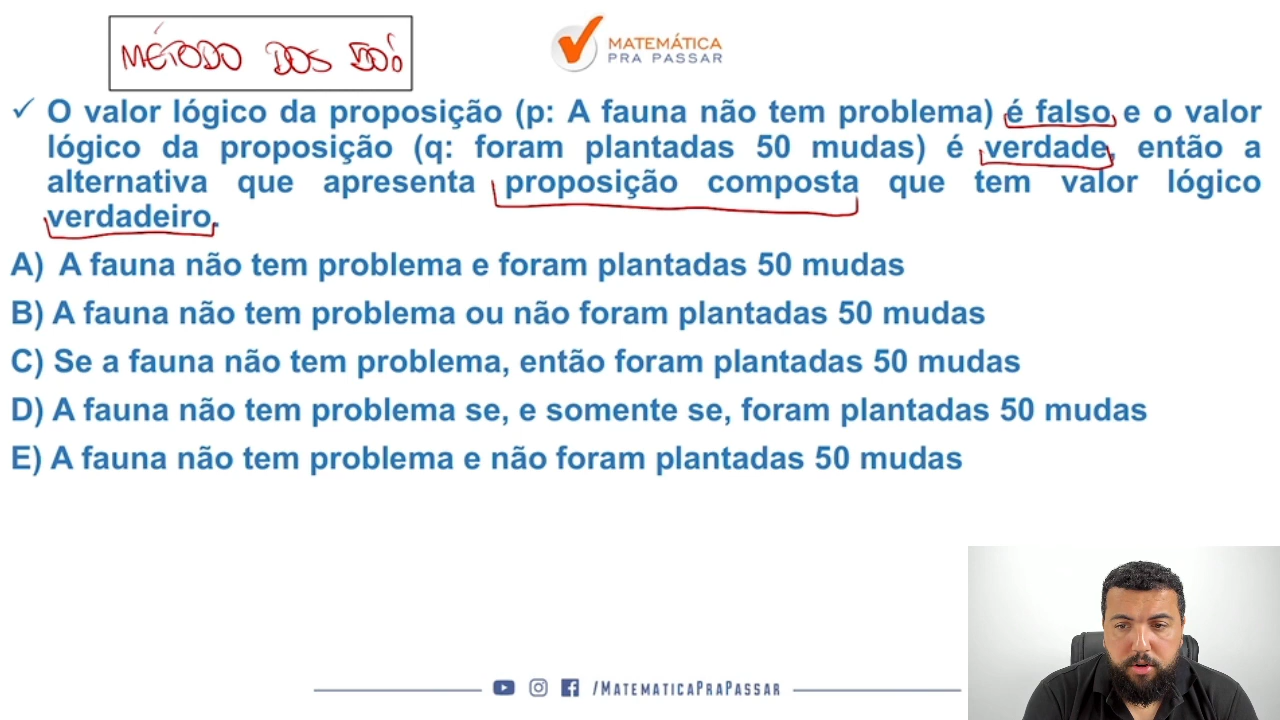 MÉTODO DOS
MATEMÁTICA
PRA PASSAR
✓ O valor lógico da proposição (p: A fauna não tem problema) é falso e o valor
lógico da proposição (q: foram plantadas 50 mudas) é verdade, então a
alternativa que apresenta proposição composta que tem valor lógico
verdadeiro.
A) A fauna não tem problema e foram plantadas 50 mudas
B) A fauna não tem problema ou não foram plantadas 50 mudas
C) Se a fauna não tem problema, então foram plantadas 50 mudas
D) A fauna não tem problema se, e somente se, foram plantadas 50 mudas
E) A fauna não tem problema e não foram plantadas 50 mudas
/MATEMATICAPRAPASSAR